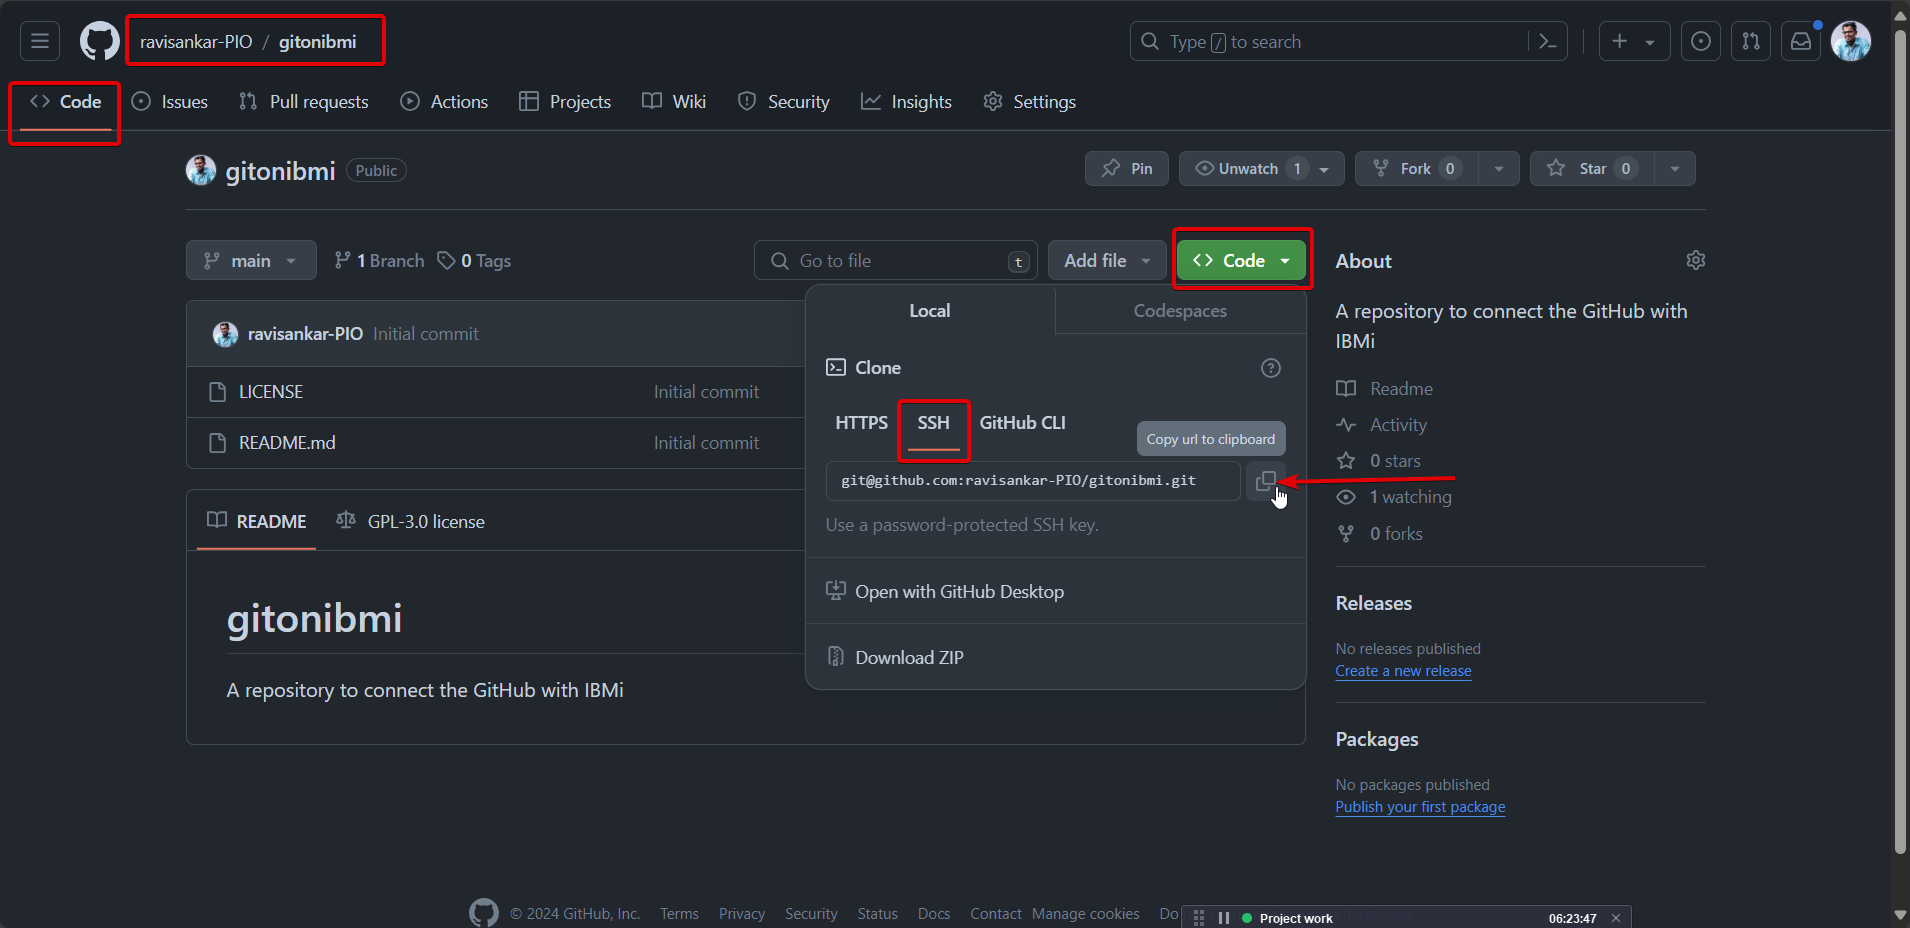 ravisankar-PIO / gitonibmi
Type / to search
Code Issues Pull requests Actions Projects Wiki Security Insights Settings
gitonibmi Public
Pin Unwatch 1 Fork 0 Star 0
main 1 Branch 0 Tags
Go to file t Add file Code
ravisankar-PIO Initial commit
LICENSE Initial commit
README.md Initial commit
README GPL-3.0 license
gitonibmi
A repository to connect the GitHub with IBMi
Local Codespaces
Clone
HTTPS SSH GitHub CLI
Copy url to clipboard
git@github.com:ravisankar-PIO/gitonibmi.git
Use a password-protected SSH key.
Open with GitHub Desktop
Download ZIP
About
A repository to connect the GitHub with
IBMi
Readme
Activity
0 stars
1 watching
0 forks
Releases
No releases published
Create a new release
Packages
No packages published
Publish your first package
© 2024 GitHub, Inc. Terms Privacy Security Status Docs Contact Manage cookies Do
Project work 06:23:47